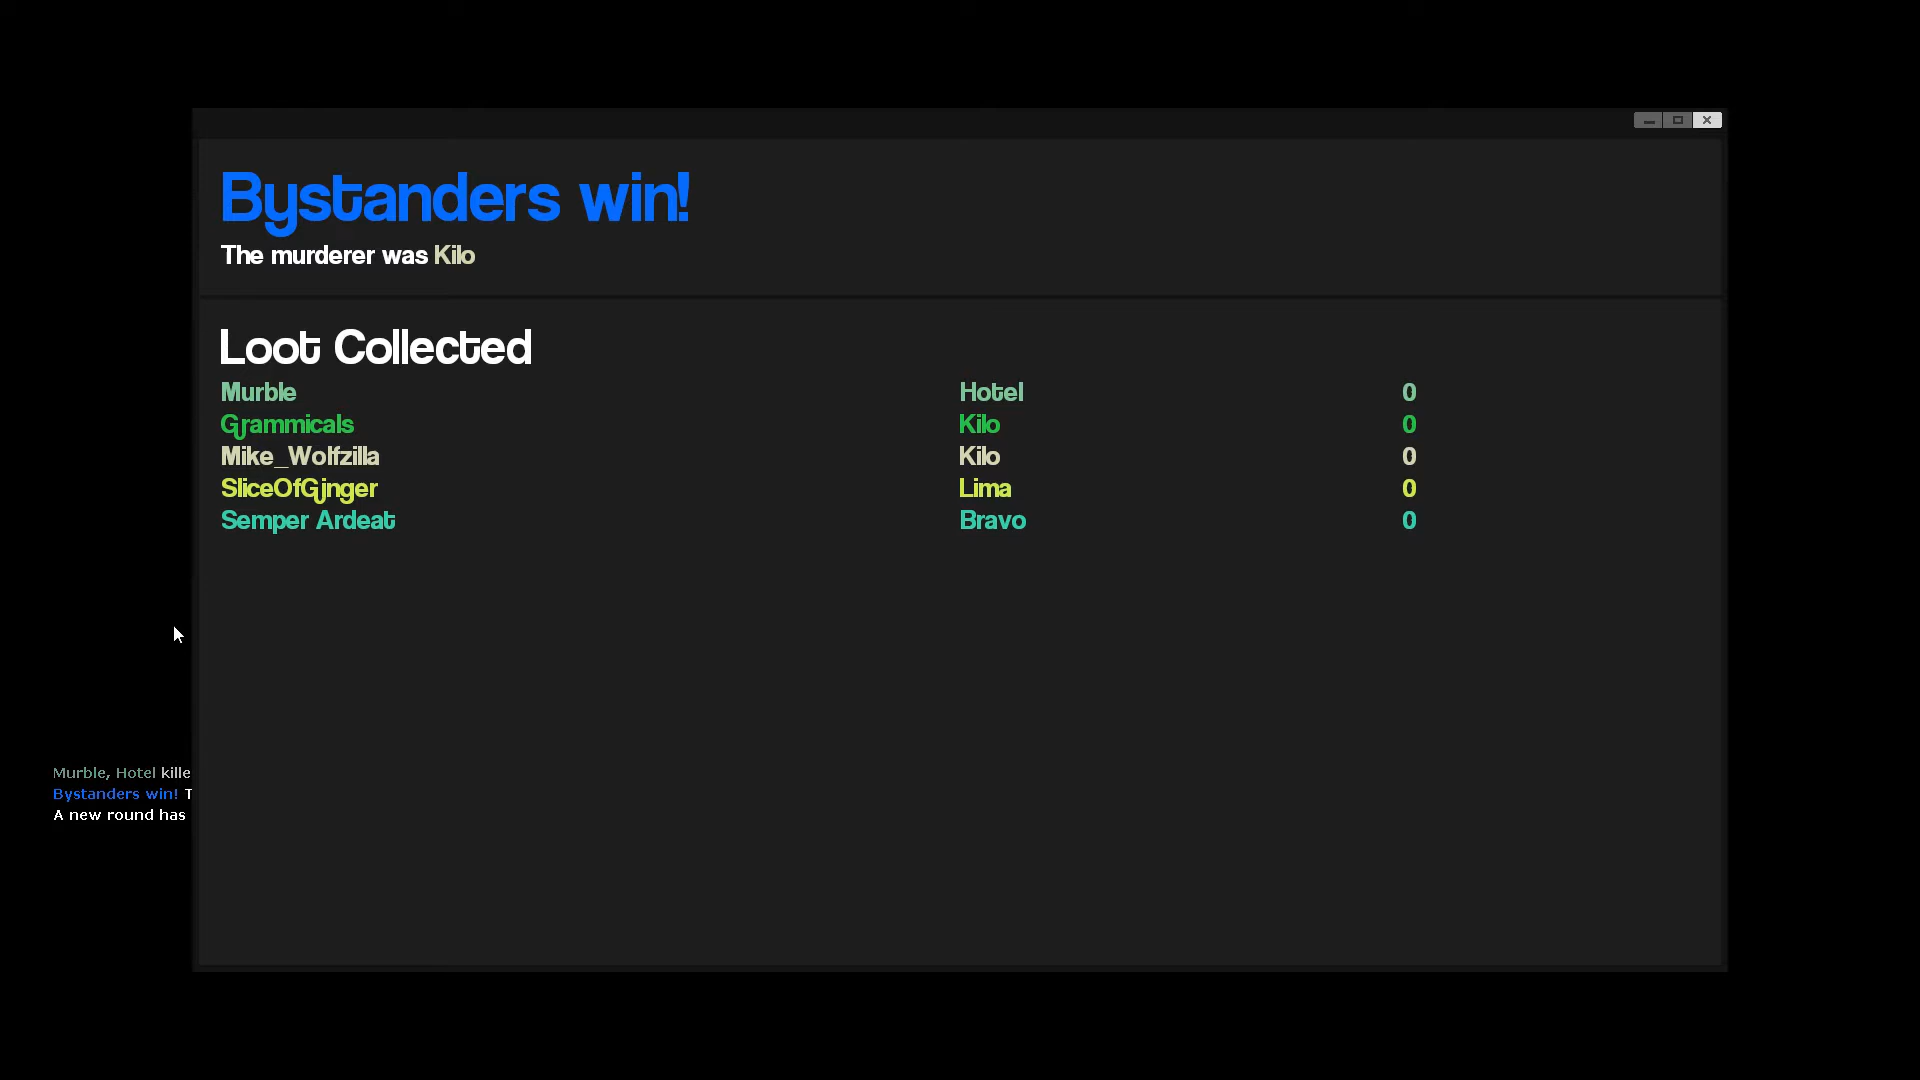 Bystanders win!
The murderer was Kilo
Loot Collected
Murble Hotel 0
Grammicals Kilo 0
Mike_Wolfzilla Kilo 0
SliceOfGinger Lima 0
Semper Ardeat Bravo 0
Murble, Hotel kille
Bystanders win! T
A new round has